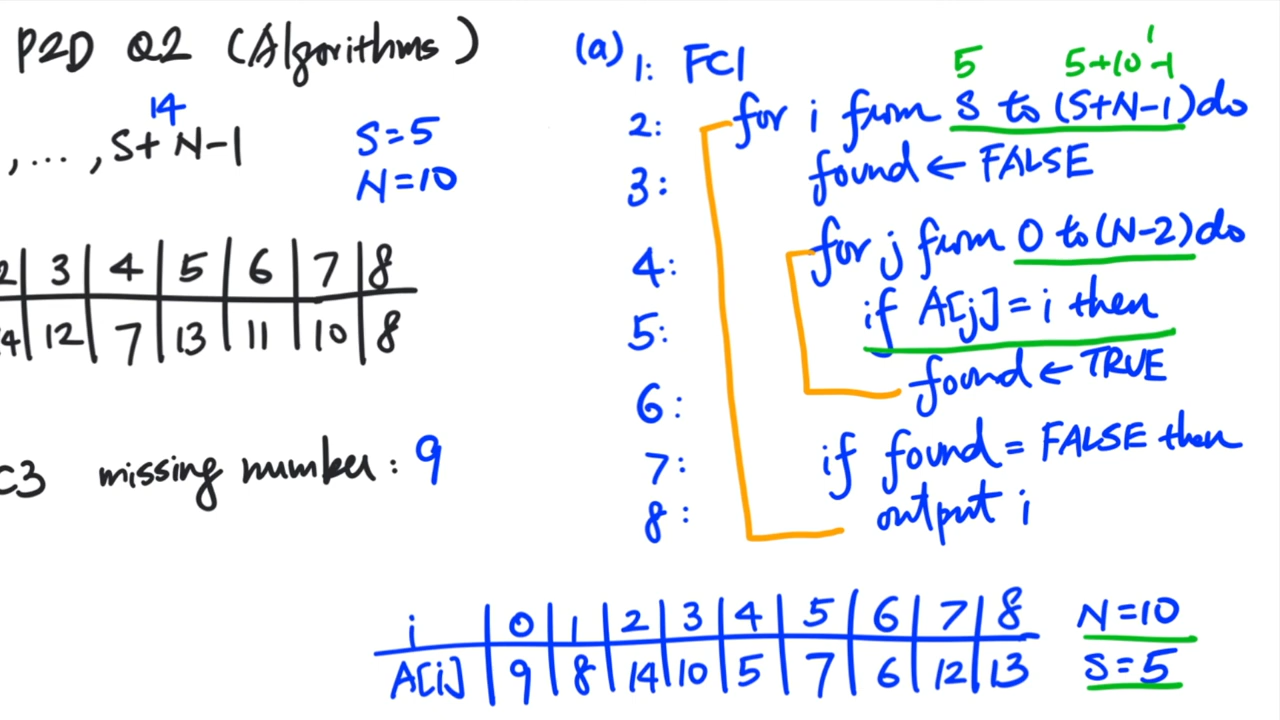 P2D Q2 (Algorithms)
14
, ... , S+N-1
S=5
N=10
2 | 3 | 4 | 5 | 6 | 7 | 8
4 | 12 | 7 | 13 | 11 | 10 | 8
C3 missing number: 9
(a) 1: FC1
5 5+10-1
2: for i from S to (S+N-1) do
3: found ← FALSE
4: for j from 0 to (N-2) do
5: if A[j] = i then
6: found ← TRUE
7: if found = FALSE then
8: output i
i | 0 | 1 | 2 | 3 | 4 | 5 | 6 | 7 | 8
A[i] | 9 | 8 | 14 | 10 | 5 | 7 | 6 | 12 | 13
N=10
S=5